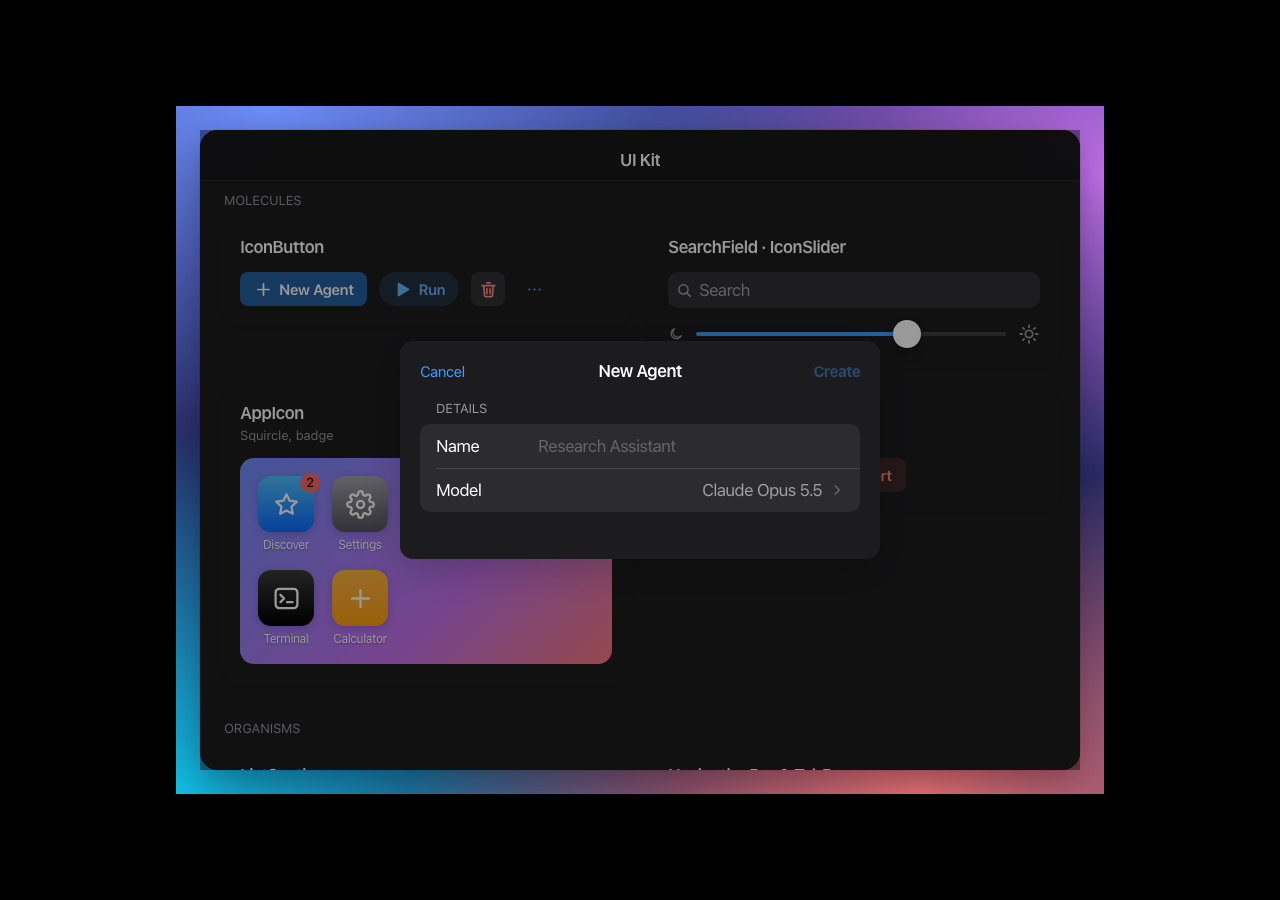 UI Kit
MOLECULES
IconButton
SearchField · IconSlider
New Agent
Run
Search
Cancel
New Agent
Create
DETAILS
Name
Research Assistant
Model
Claude Opus 5.5
AppIcon
Squircle, badge
2
Discover
Settings
Terminal
Calculator
ORGANISMS